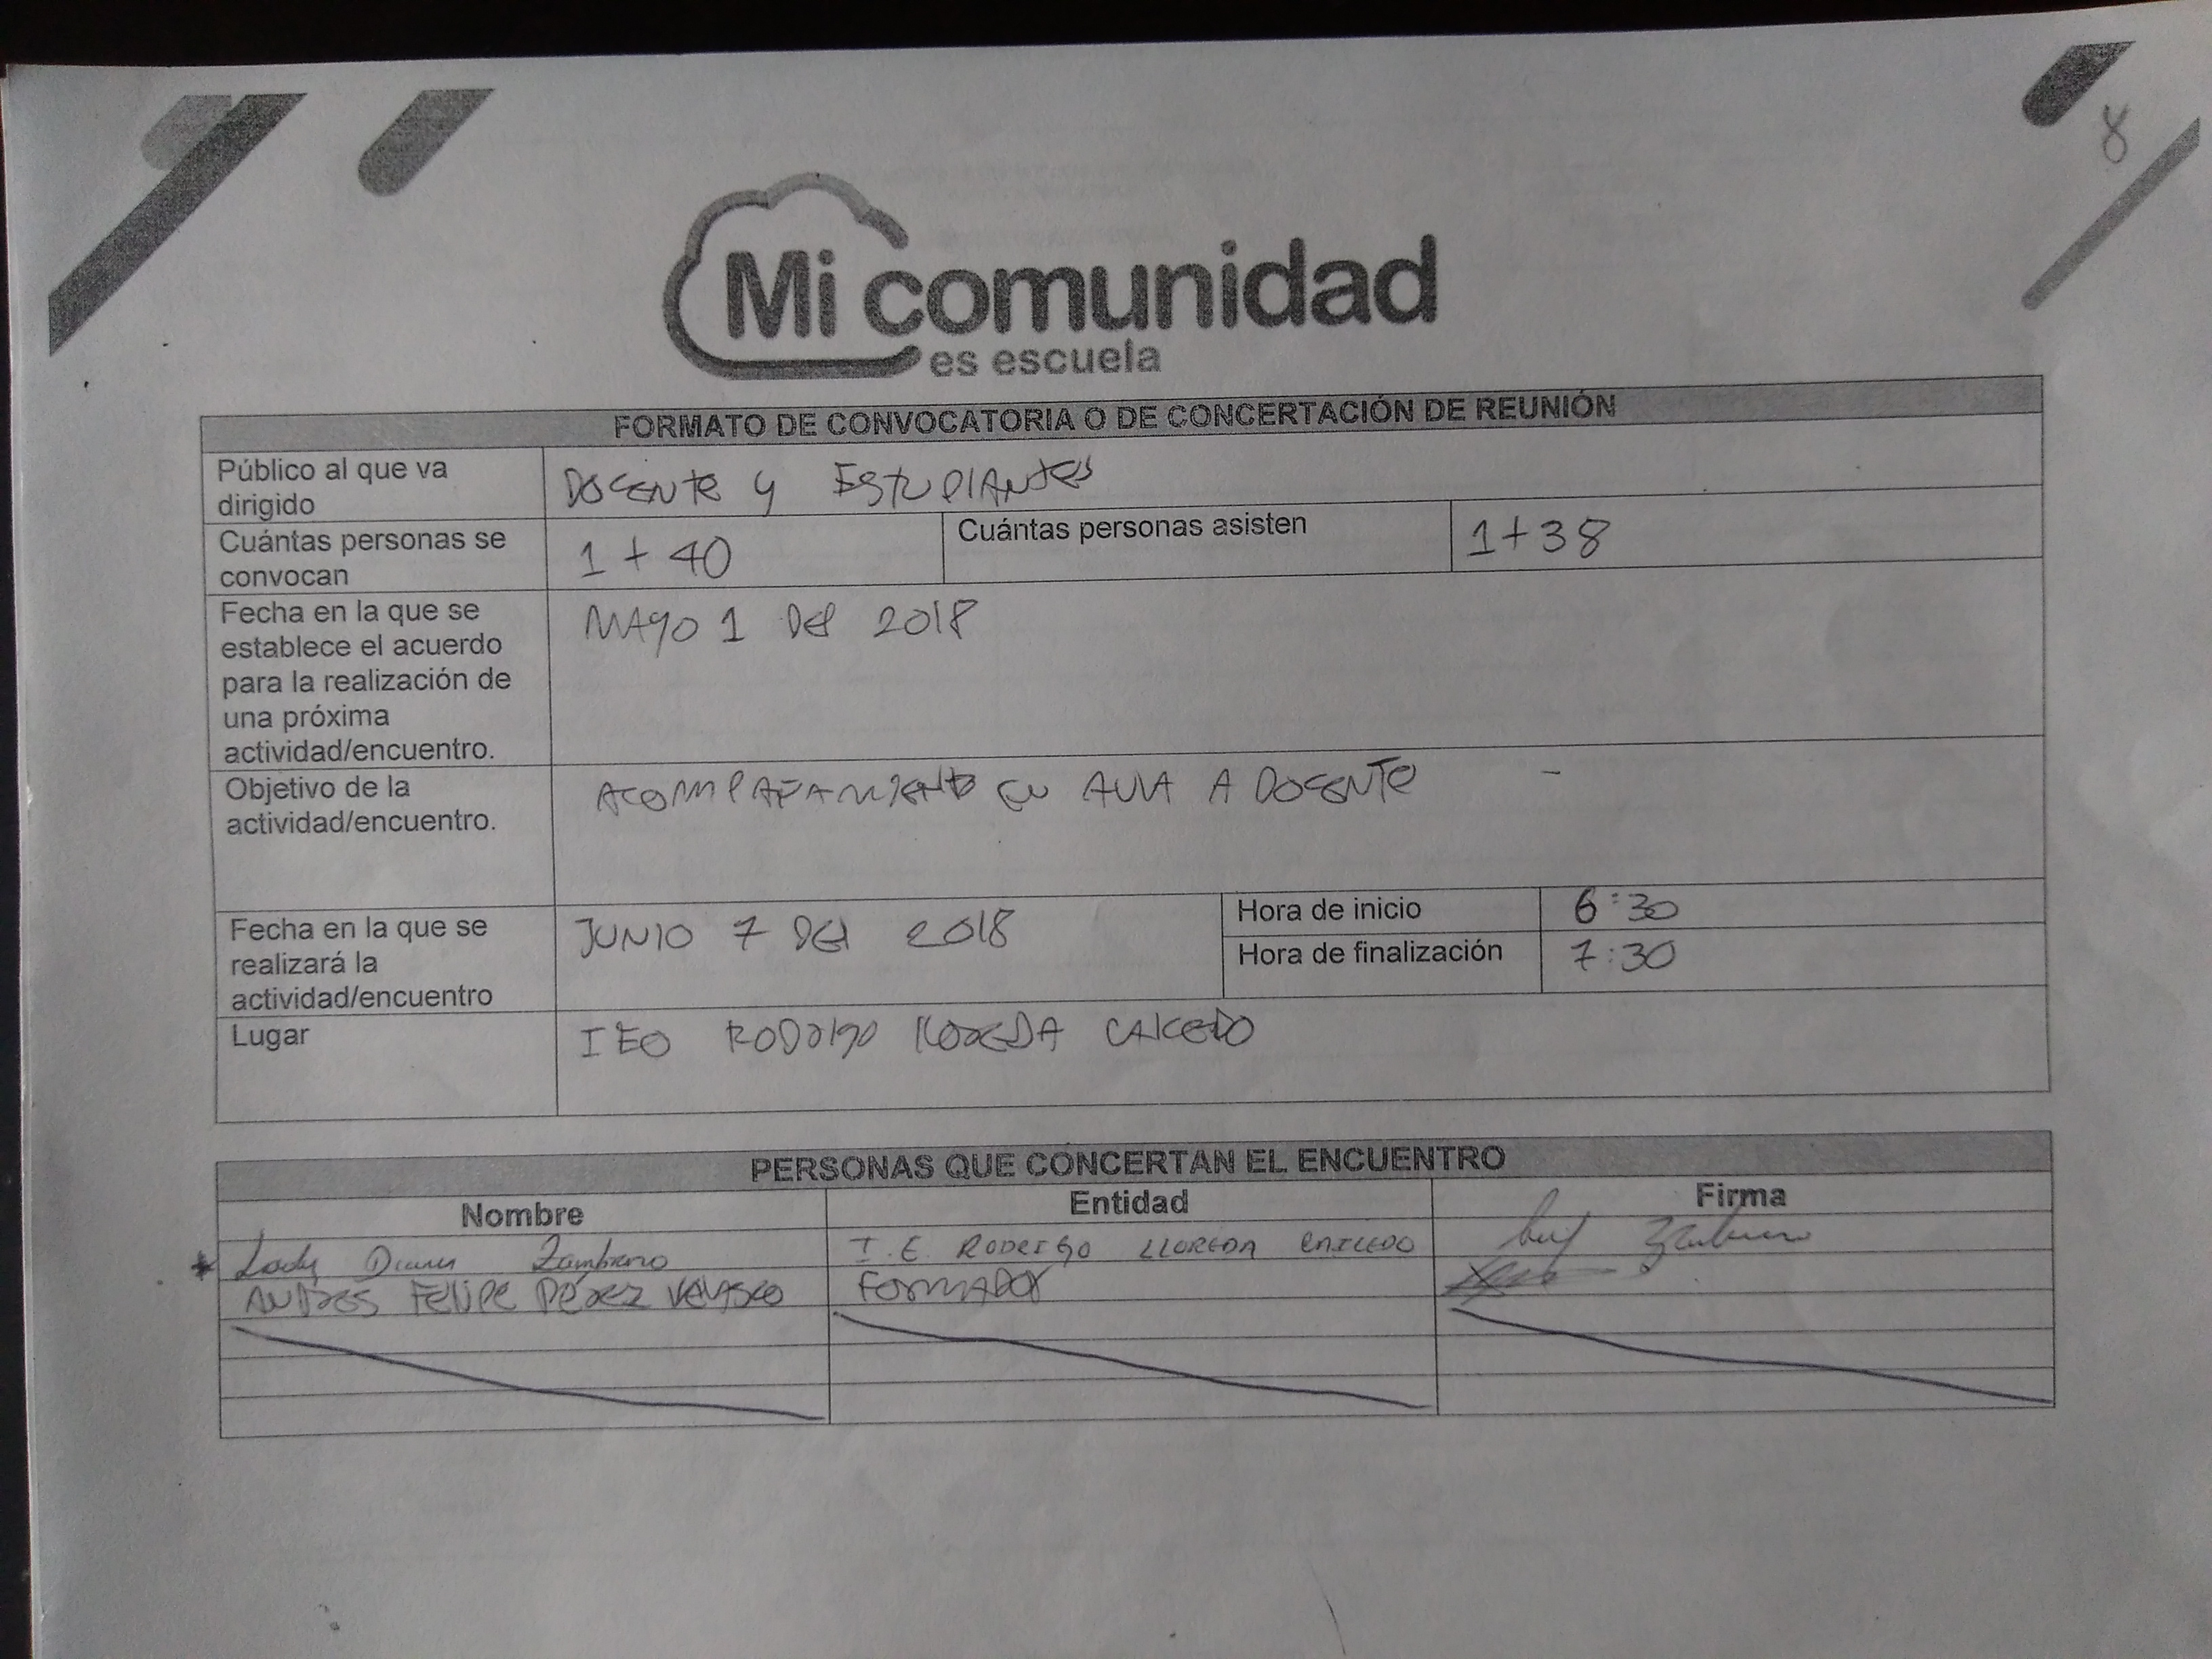 8
Mi comunidad
es escuela
FORMATO DE CONVOCATORIA O DE CONCERTACIÓN DE REUNIÓN
Público al que va
dirigido
DOCENTE y ESTUDIANTES
Cuántas personas se
convocan
1 + 40
Cuántas personas asisten
1+38
Fecha en la que se
establece el acuerdo
para la realización de
una próxima
actividad/encuentro.
MAYO 1 DEL 2018
Objetivo de la
actividad/encuentro.
ACOMPAÑAMIENTO EN AULA A DOCENTE
Fecha en la que se
realizará la
actividad/encuentro
JUNIO 7 DEL 2018
Hora de inicio
6:30
Hora de finalización
7:30
Lugar
IEO RODRIGO LLOREDA CAICEDO
PERSONAS QUE CONCERTAN EL ENCUENTRO
Nombre Entidad Firma
Lady Diana Zambrano I.E RODRIGO LLOREDA CAICEDO
ANDRES FELIPE PÉREZ VELASCO FORMADOR